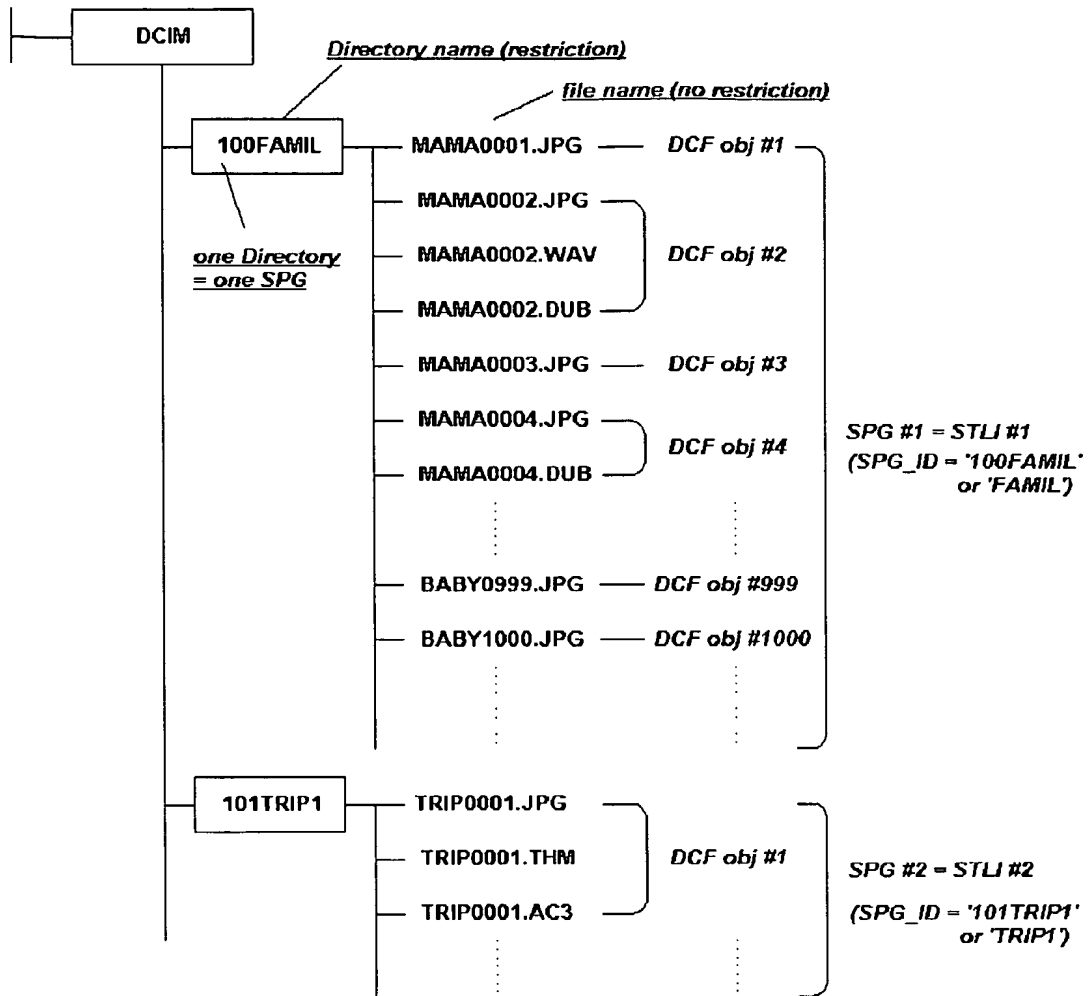 DCIM
Directory name (restriction)
file name (no restriction)
100FAMIL
MAMA0001.JPG
DCF obj #1
MAMA0002.JPG
one Directory
= one SPG
MAMA0002.WAV
DCF obj #2
MAMA0002.DUB
MAMA0003.JPG
DCF obj #3
MAMA0004.JPG
DCF obj #4
MAMA0004.DUB
SPG #1 = STLI #1
(SPG_ID = '100FAMIL'
or 'FAMIL')
BABY0999.JPG
DCF obj #999
BABY1000.JPG
DCF obj #1000
101TRIP1
TRIP0001.JPG
TRIP0001.THM
DCF obj #1
TRIP0001.AC3
SPG #2 = STLI #2
(SPG_ID = '101TRIP1'
or 'TRIP1')